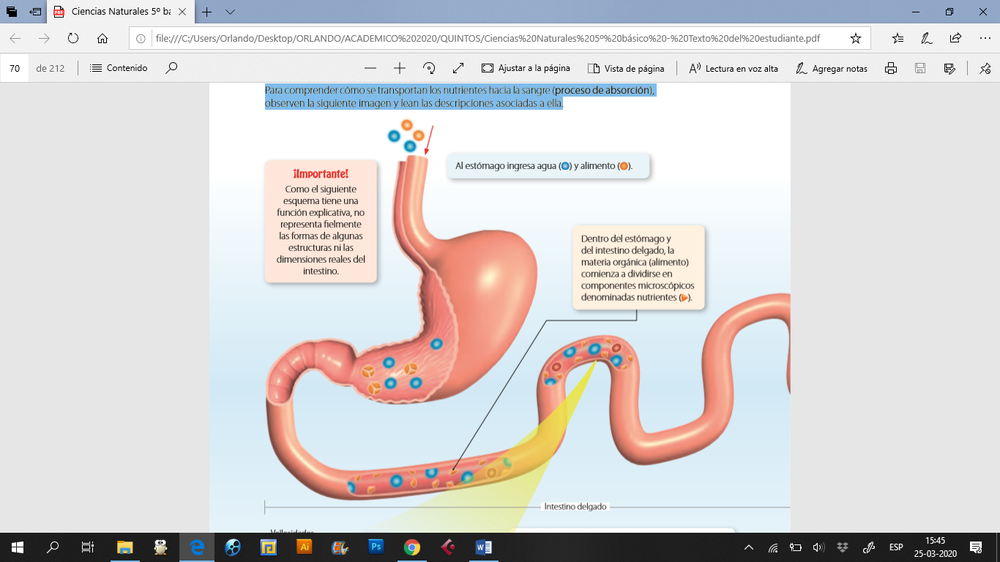 Ciencias Naturales 5º bá
file:///C:/Users/Orlando/Desktop/ORLANDO/ACADEMICO%202020/QUINTOS/Ciencias%20Naturales%205º%20básico%20-%20Texto%20del%20estudiante.pdf
70 de 212 Contenido Ajustar a la página Vista de página Lectura en voz alta Agregar notas
Para comprender cómo se transportan los nutrientes hacia la sangre (proceso de absorción),
observen la siguiente imagen y lean las descripciones asociadas a ella.
Al estómago ingresa agua ( ) y alimento ( ).
¡Importante!
Como el siguiente
esquema tiene una
función explicativa, no
representa fielmente
las formas de algunas
estructuras ni las
dimensiones reales del
intestino.
Dentro del estómago y
del intestino delgado, la
materia orgánica (alimento)
comienza a dividirse en
componentes microscópicos
denominadas nutrientes ( ).
Intestino delgado
Ai
Ps
ESP
15:45
25-03-2020